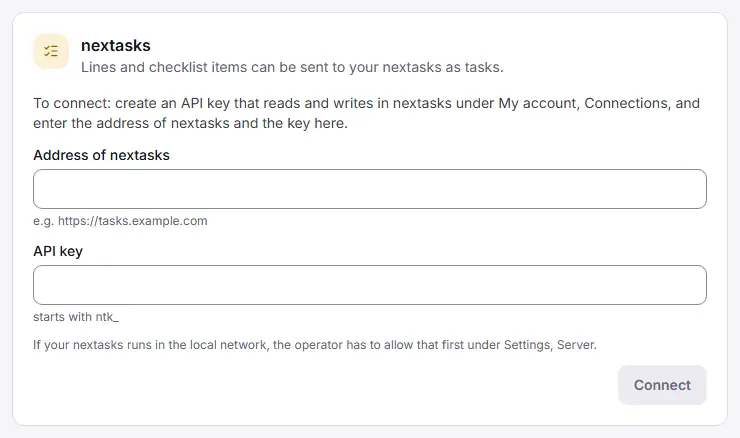 nextasks
Lines and checklist items can be sent to your nextasks as tasks.
To connect: create an API key that reads and writes in nextasks under My account, Connections, and
enter the address of nextasks and the key here.
Address of nextasks
e.g. https://tasks.example.com
API key
starts with ntk_
If your nextasks runs in the local network, the operator has to allow that first under Settings, Server.
Connect